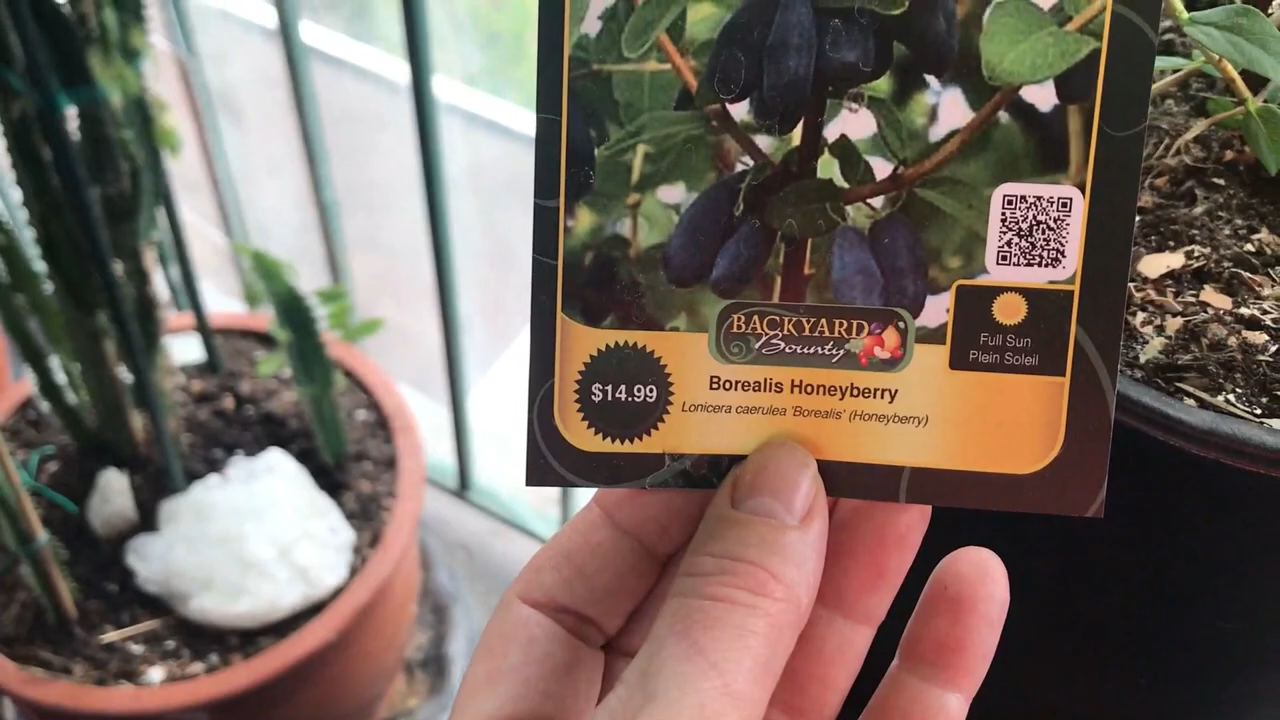 BACKYARD
Bounty
Full Sun
Plein Soleil
$14.99
Borealis Honeyberry
Lonicera caerulea 'Borealis' (Honeyberry)